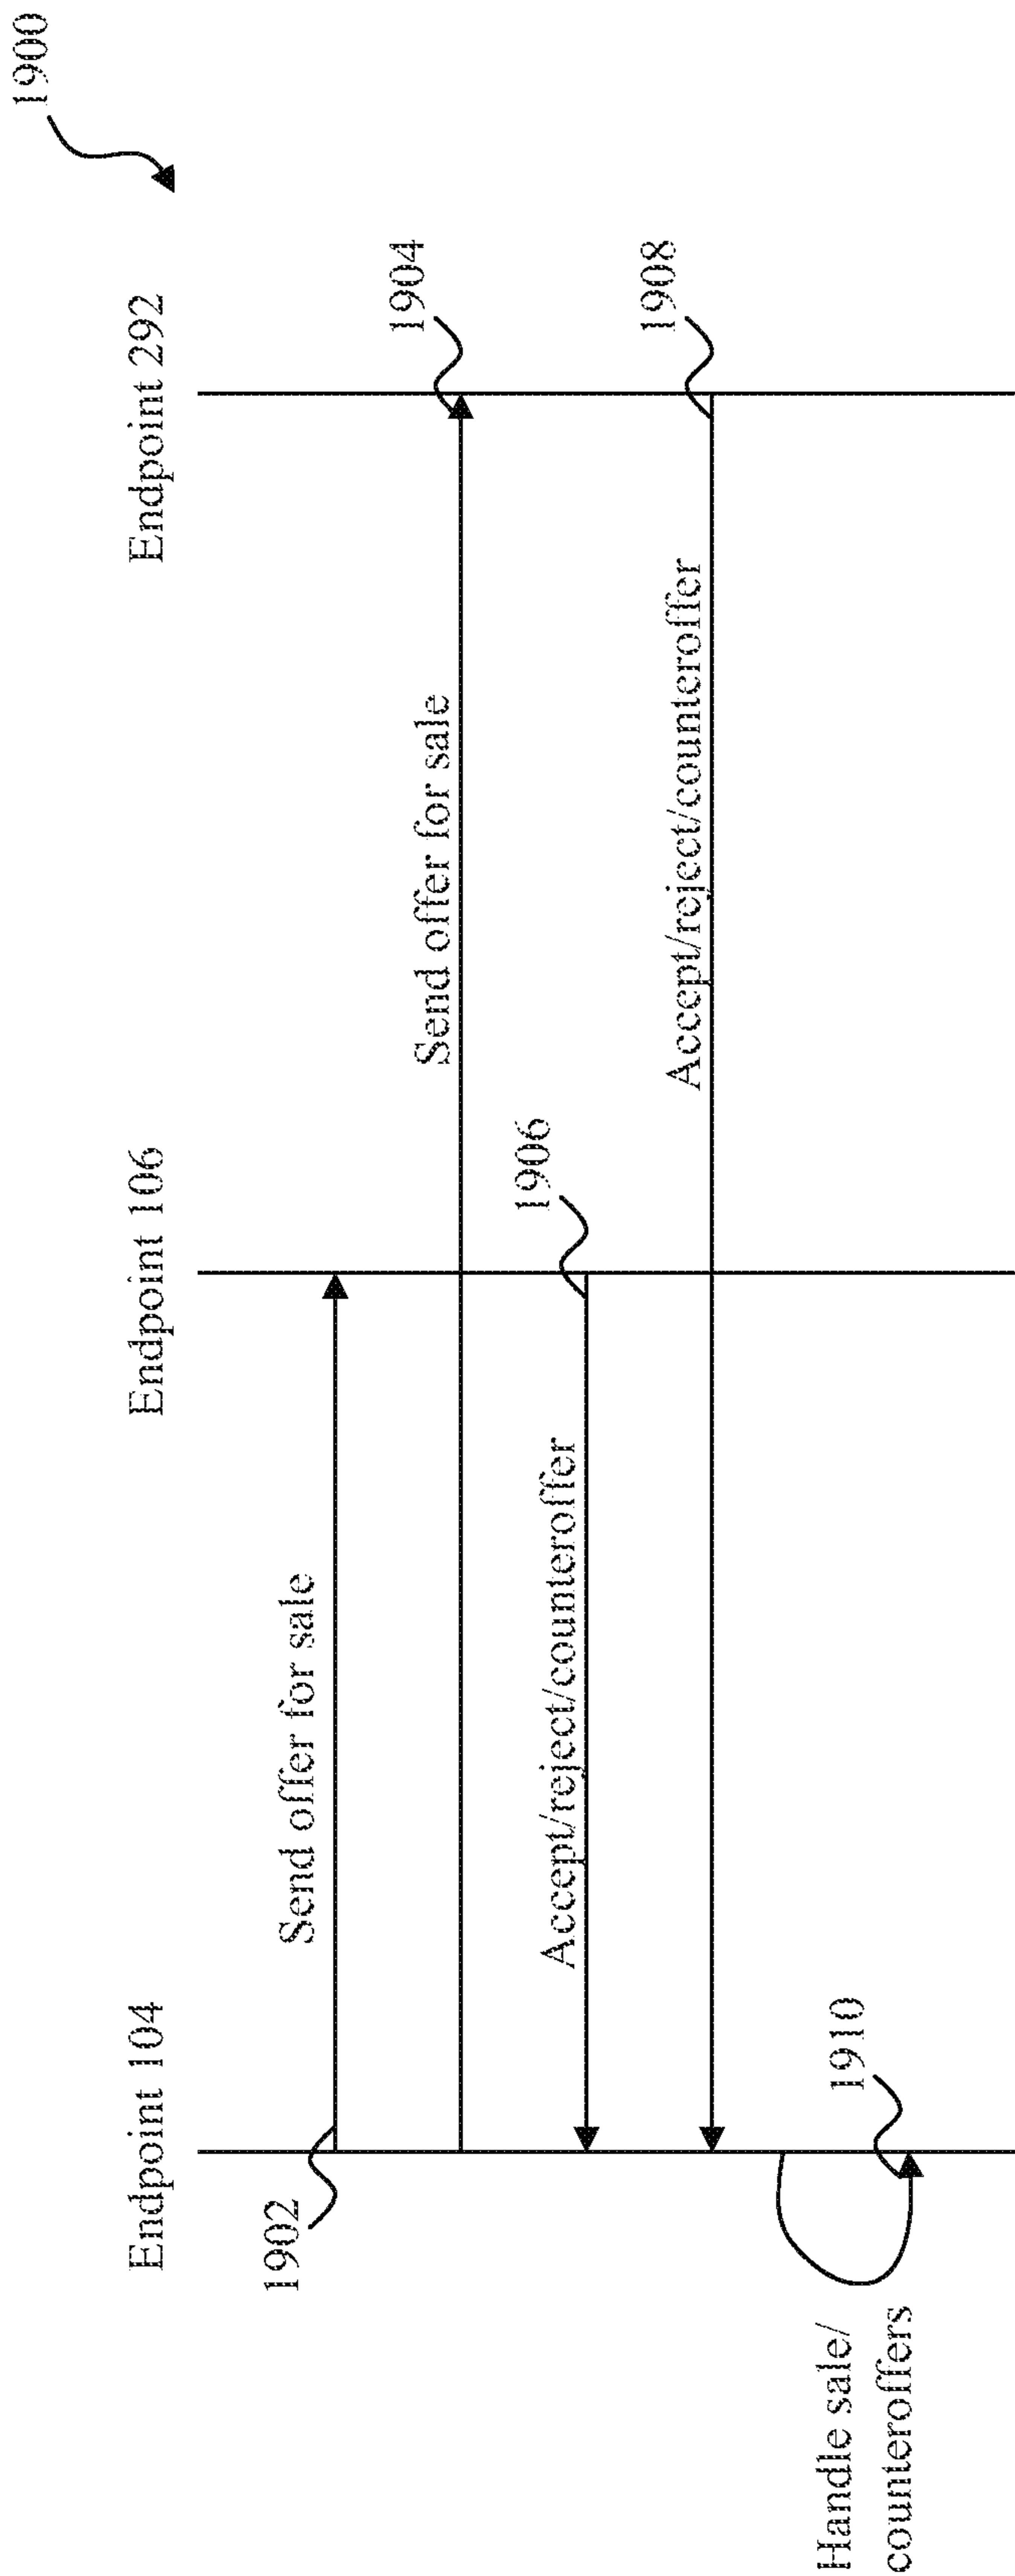 1900
Endpoint 104
Endpoint 106
Endpoint 292
1902
Send offer for sale
Send offer for sale
1904
Accept/reject/counteroffer
1906
Accept/reject/counteroffer
1908
Handle sale/
counteroffers
1910